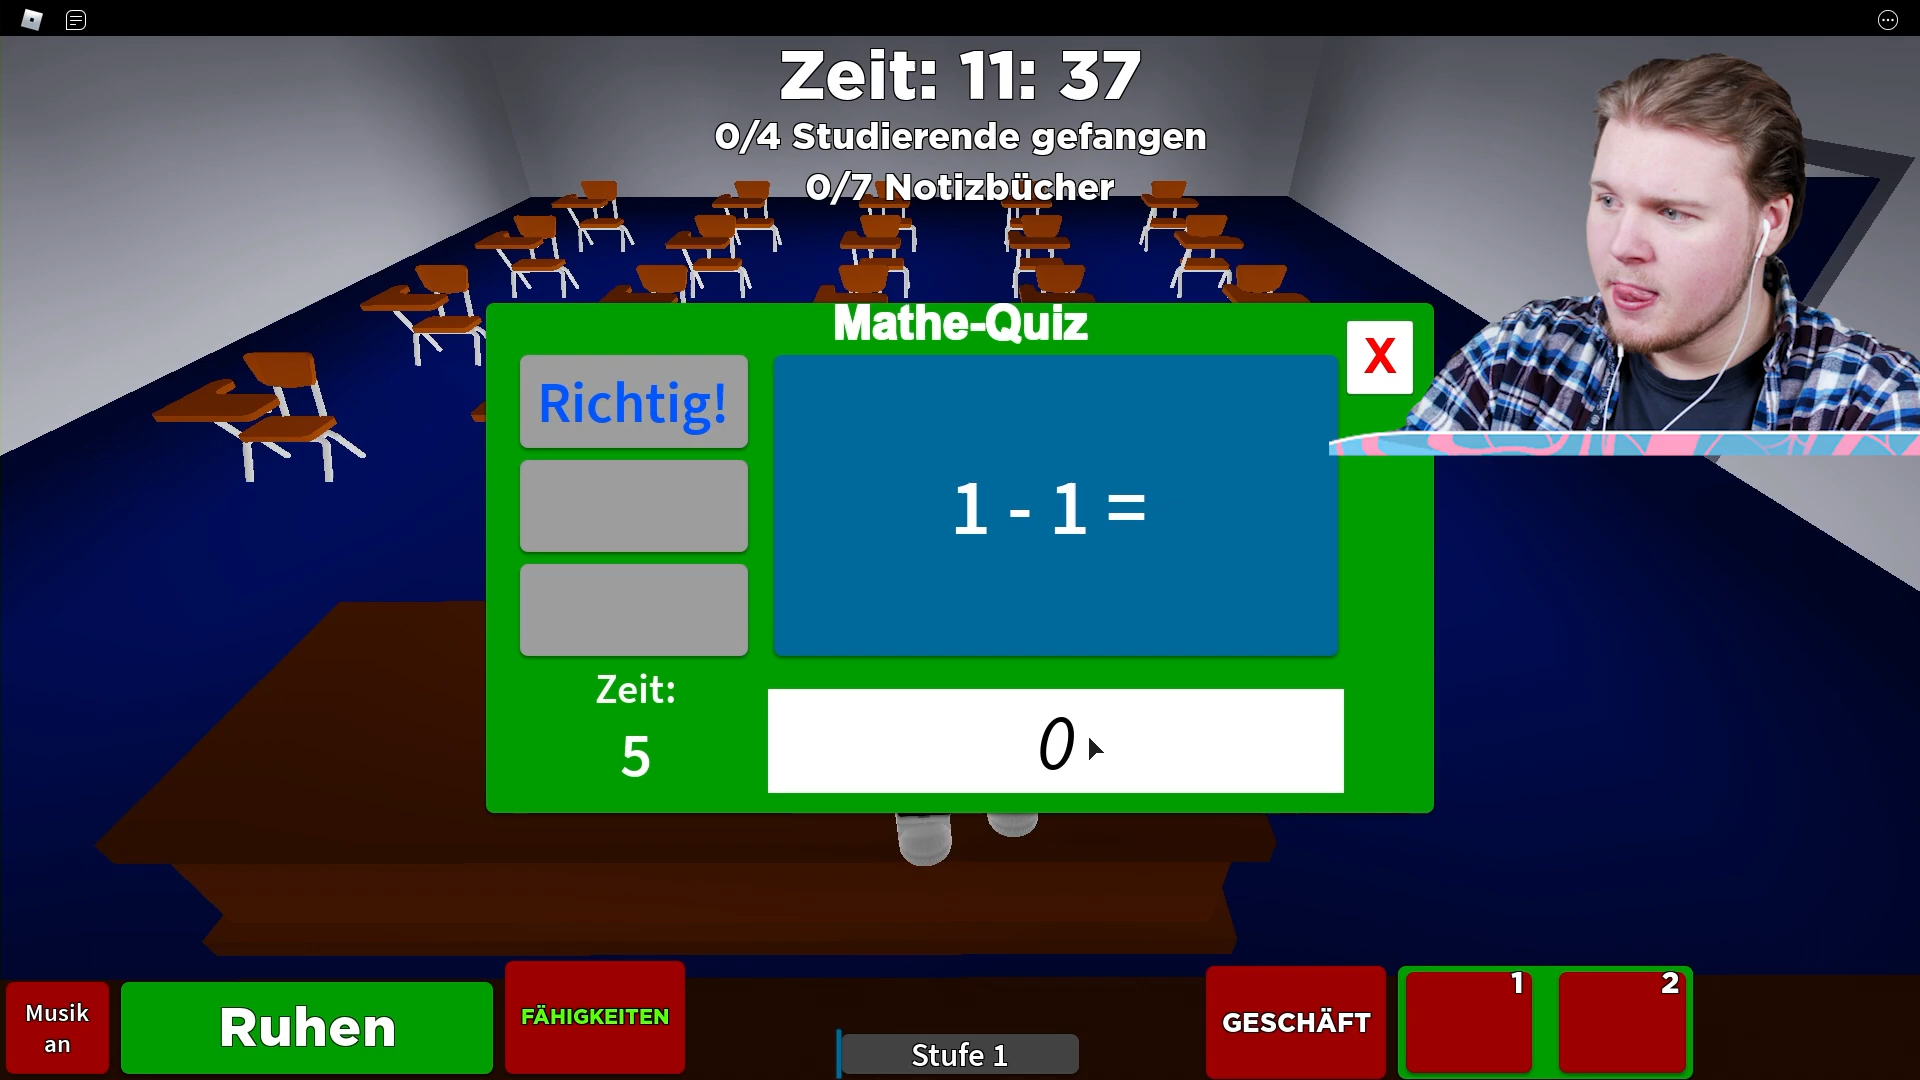 Zeit: 11: 37
0/4 Studierende gefangen
0/7 Notizbücher
Mathe-Quiz
X
Richtig!
1 - 1 =
Zeit:
5
0
Musik
an
Ruhen
FÄHIGKEITEN
Stufe 1
GESCHÄFT
1
2